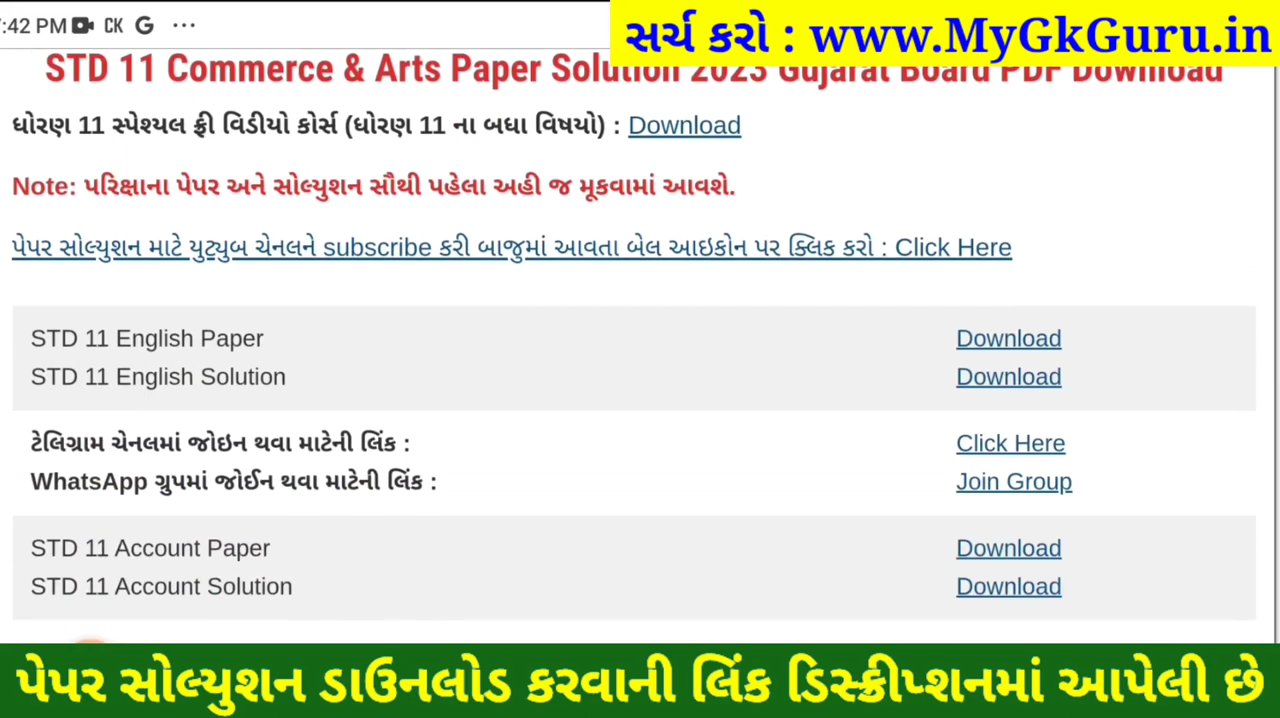 :42 PM CK G ...
સર્ચ કરો : www.MyGkGuru.in
STD 11 Commerce & Arts Paper Solution 2023 Gujarat Board PDF Download
ધોરણ 11 સ્પેશ્યલ ફ્રી વિડીયો કોર્સ (ધોરણ 11 ના બધા વિષયો) : Download
Note: પરિક્ષાના પેપર અને સોલ્યુશન સૌથી પહેલા અહી જ મૂકવામાં આવશે.
પેપર સોલ્યુશન માટે યુટ્યુબ ચેનલને subscribe કરી બાજુમાં આવતા બેલ આઇકોન પર ક્લિક કરો : Click Here
STD 11 English Paper Download
STD 11 English Solution Download
ટેલિગ્રામ ચેનલમાં જોઇન થવા માટેની લિંક : Click Here
WhatsApp ગ્રુપમાં જોઈન થવા માટેની લિંક : Join Group
STD 11 Account Paper Download
STD 11 Account Solution Download
પેપર સોલ્યુશન ડાઉનલોડ કરવાની લિંક ડિસ્ક્રીપ્શનમાં આપેલી છે